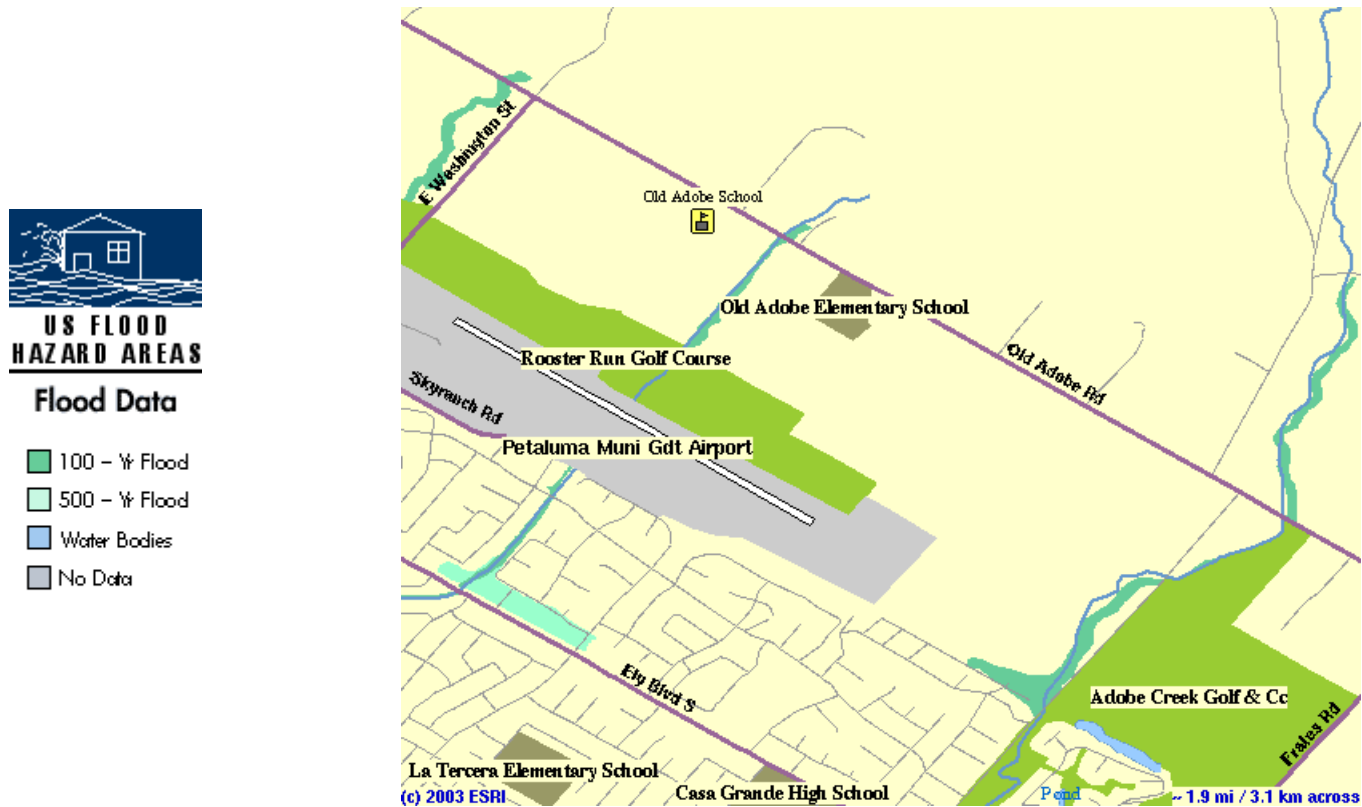 US FLOOD
HAZARD AREAS
Flood Data
100 - Yr Flood
500 - Yr Flood
Water Bodies
No Data
E Washington St
Old Adobe School
Old Adobe Elementary School
Rooster Run Golf Course
Old Adobe Rd
Skyranch Rd
Petaluma Muni Gdt Airport
Ely Blvd S
Adobe Creek Golf & Cc
Frates Rd
La Tercera Elementary School
Casa Grande High School
Pond
(c) 2003 ESRI
~ 1.9 mi / 3.1 km across